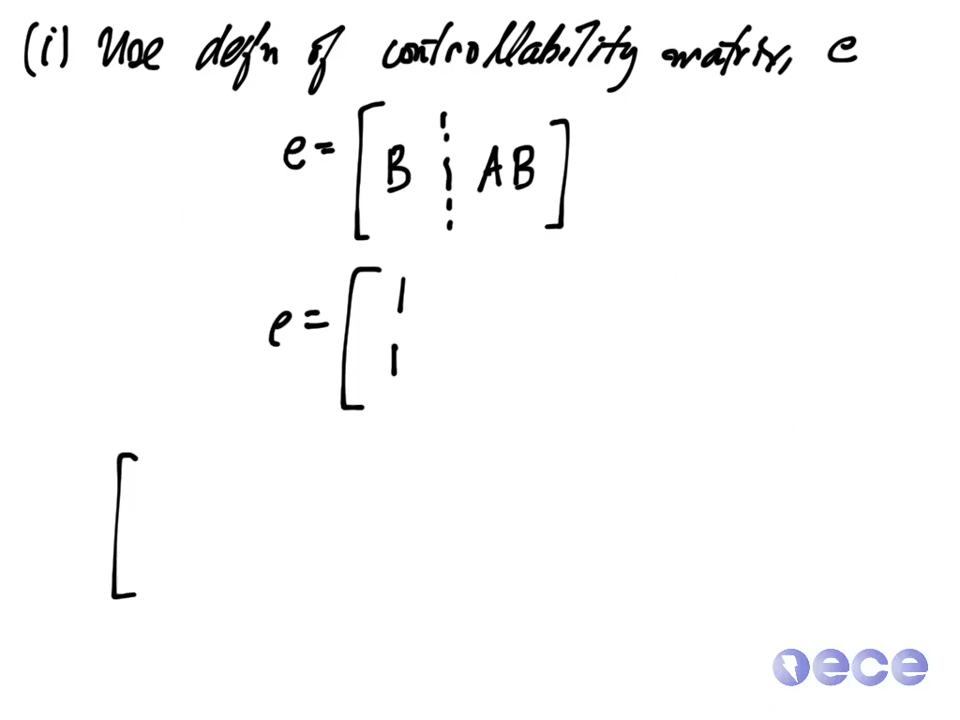 (i) Use defn of controllability matrix, C
C = [ B ¦ AB ]
C = [ 1
1
[
ece